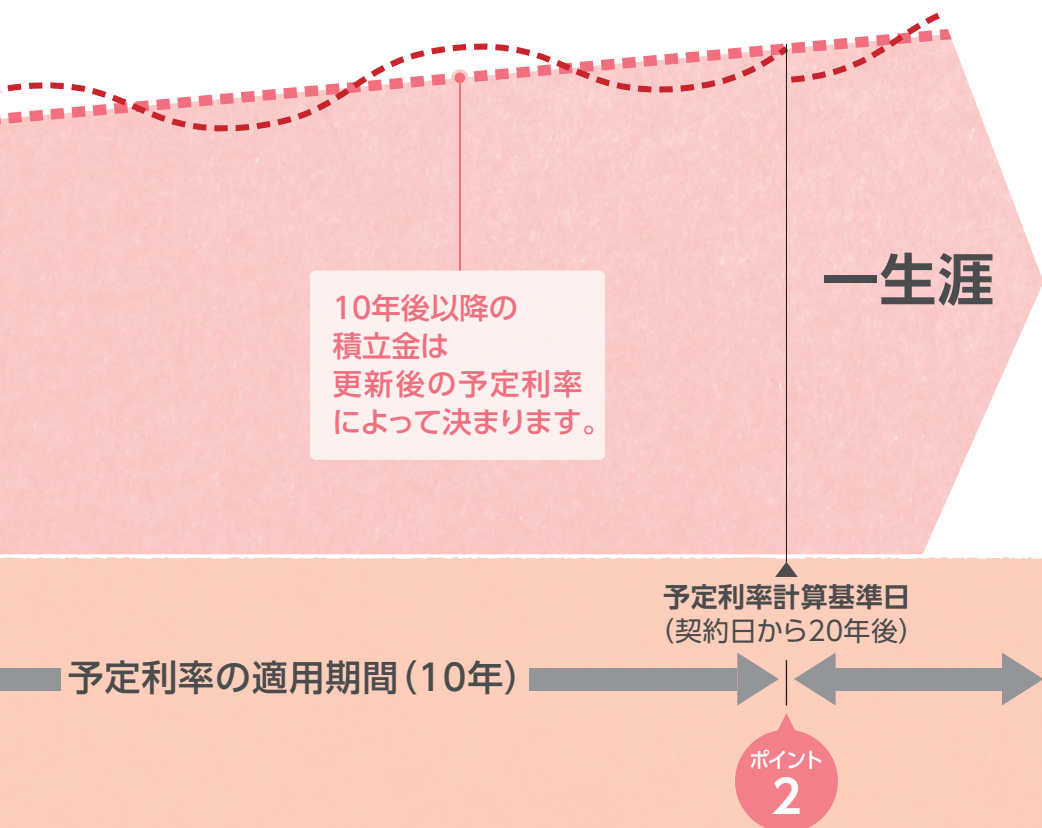 一生涯
10年後以降の
積立金は
更新後の予定利率
によって決まります。
予定利率計算基準日
（契約日から20年後）
予定利率の適用期間（10年）
ポイント
2